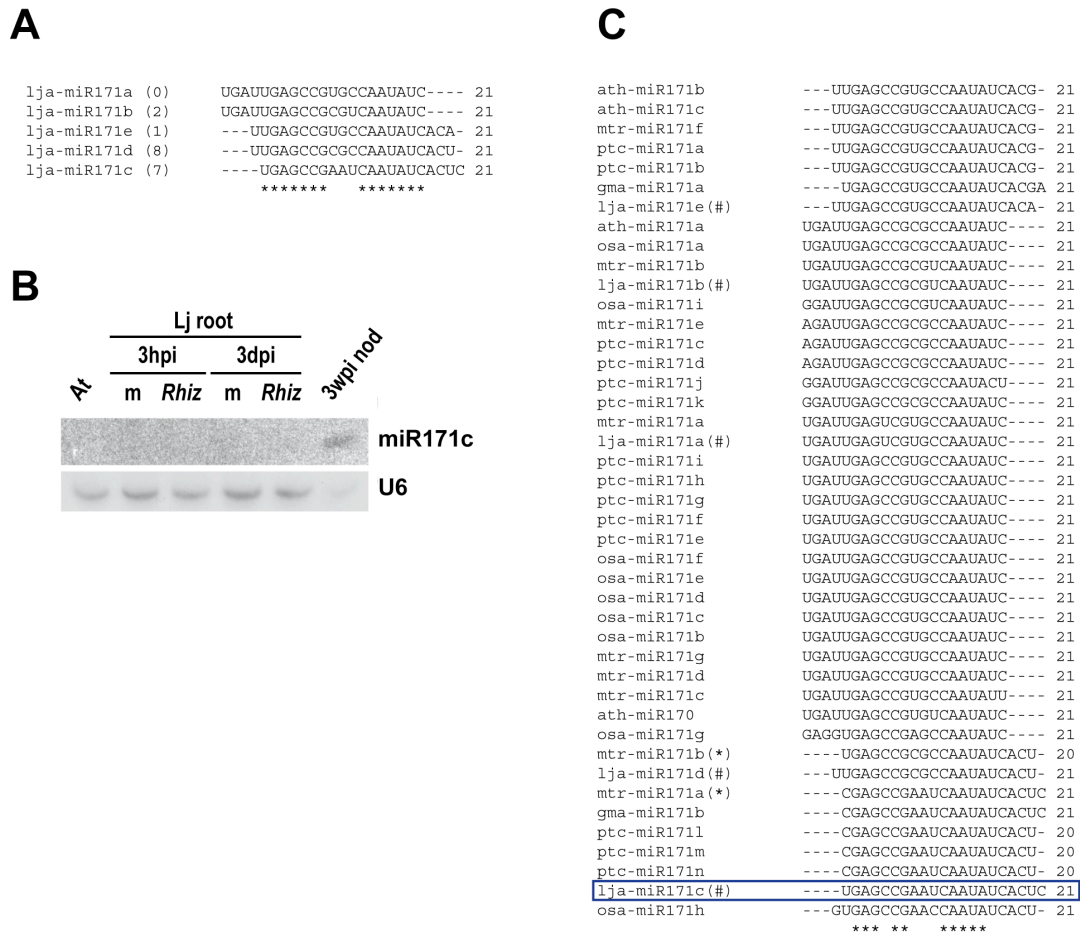 A
lja-miR171a (0) UGAUUGAGCCGUGCCAAUAUC---- 21
lja-miR171b (2) UGAUUGAGCCGCGUCAAUAUC---- 21
lja-miR171e (1) ---UUGAGCCGUGCCAAUAUCACA- 21
lja-miR171d (8) ---UUGAGCCGCGCCAAUAUCACU- 21
lja-miR171c (7) ----UGAGCCGAAUCAAUAUCACUC 21
******* *******
B
Lj root
3hpi 3dpi
At m Rhiz m Rhiz 3wpi nod
miR171c
U6
C
ath-miR171b ---UUGAGCCGUGCCAAUAUCACG- 21
ath-miR171c ---UUGAGCCGUGCCAAUAUCACG- 21
mtr-miR171f ---UUGAGCCGUGCCAAUAUCACG- 21
ptc-miR171a ---UUGAGCCGUGCCAAUAUCACG- 21
ptc-miR171b ---UUGAGCCGUGCCAAUAUCACG- 21
gma-miR171a ----UGAGCCGUGCCAAUAUCACGA 21
lja-miR171e(#) ---UUGAGCCGUGCCAAUAUCACA- 21
ath-miR171a UGAUUGAGCCGCGCCAAUAUC---- 21
osa-miR171a UGAUUGAGCCGCGCCAAUAUC---- 21
mtr-miR171b UGAUUGAGCCGCGUCAAUAUC---- 21
lja-miR171b(#) UGAUUGAGCCGCGUCAAUAUC---- 21
osa-miR171i GGAUUGAGCCGCGUCAAUAUC---- 21
mtr-miR171e AGAUUGAGCCGCGCCAAUAUC---- 21
ptc-miR171c AGAUUGAGCCGCGCCAAUAUC---- 21
ptc-miR171d AGAUUGAGCCGCGCCAAUAUC---- 21
ptc-miR171j GGAUUGAGCCGCGCCAAUACU---- 21
ptc-miR171k GGAUUGAGCCGCGCCAAUAUC---- 21
mtr-miR171a UGAUUGAGUCGUGCCAAUAUC---- 21
lja-miR171a(#) UGAUUGAGUCGUGCCAAUAUC---- 21
ptc-miR171i UGAUUGAGCCGUGCCAAUAUC---- 21
ptc-miR171h UGAUUGAGCCGUGCCAAUAUC---- 21
ptc-miR171g UGAUUGAGCCGUGCCAAUAUC---- 21
ptc-miR171f UGAUUGAGCCGUGCCAAUAUC---- 21
ptc-miR171e UGAUUGAGCCGUGCCAAUAUC---- 21
osa-miR171f UGAUUGAGCCGUGCCAAUAUC---- 21
osa-miR171e UGAUUGAGCCGUGCCAAUAUC---- 21
osa-miR171d UGAUUGAGCCGUGCCAAUAUC---- 21
osa-miR171c UGAUUGAGCCGUGCCAAUAUC---- 21
osa-miR171b UGAUUGAGCCGUGCCAAUAUC---- 21
mtr-miR171g UGAUUGAGCCGUGCCAAUAUC---- 21
mtr-miR171d UGAUUGAGCCGUGCCAAUAUC---- 21
mtr-miR171c UGAUUGAGCCGUGCCAAUAUU---- 21
ath-miR170 UGAUUGAGCCGUGUCAAUAUC---- 21
osa-miR171g GAGGUGAGCCGAGCCAAUAUC---- 21
mtr-miR171b(*) ----UGAGCCGCGCCAAUAUCACU- 20
lja-miR171d(#) ---UUGAGCCGCGCCAAUAUCACU- 21
mtr-miR171a(*) ----CGAGCCGAAUCAAUAUCACUC 21
gma-miR171b ----CGAGCCGAAUCAAUAUCACUC 21
ptc-miR171l ----CGAGCCGAAUCAAUAUCACU- 20
ptc-miR171m ----CGAGCCGAAUCAAUAUCACU- 20
ptc-miR171n ----CGAGCCGAAUCAAUAUCACU- 20
lja-miR171c(#) ----UGAGCCGAAUCAAUAUCACUC 21
osa-miR171h ---GUGAGCCGAACCAAUAUCACU- 21
*** ** *****